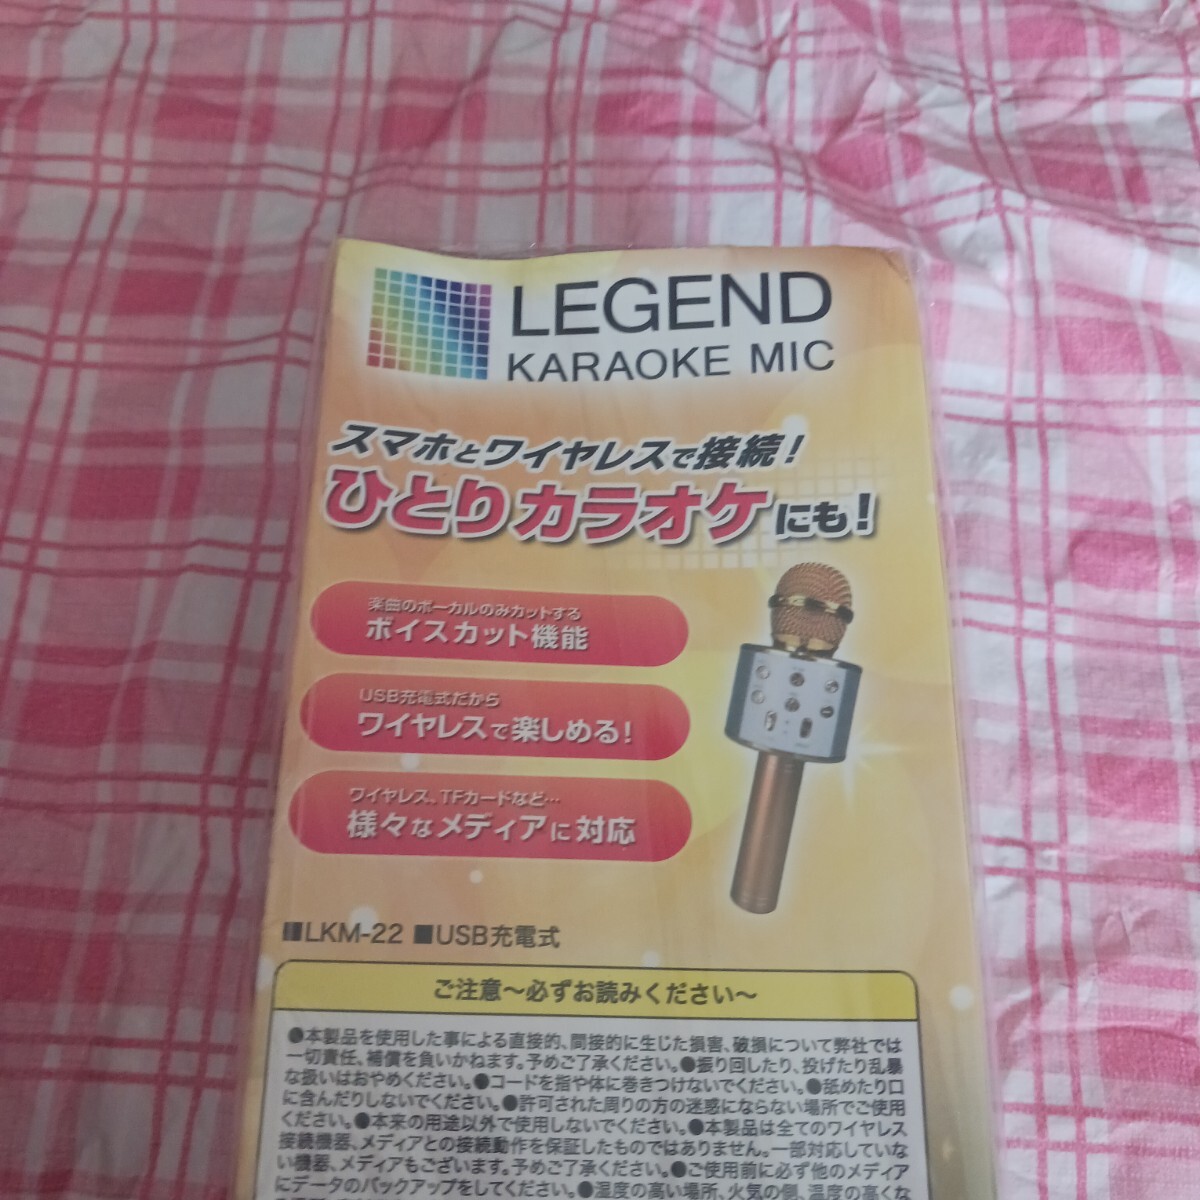 LEGEND
KARAOKE MIC
スマホとワイヤレスで接続！
ひとりカラオケにも！
楽曲のボーカルのみカットする
ボイスカット機能
USB充電式だから
ワイヤレスで楽しめる！
ワイヤレス、TFカードなど…
様々なメディアに対応
■LKM-22 ■USB充電式
ご注意～必ずお読みください～
●本製品を使用した事による直接的、間接的に生じた損害、破損について弊社では
一切責任、補償を負いかねます。予めご了承ください。●振り回したり、投げたり乱暴
な扱いはおやめください。●コードを指や体に巻きつけないでください。●舐めたり口
に含んだりしないでください。●許可された周りの方の迷惑にならない場所でご使用
ください。●本来の用途以外で使用しないでください。●本製品は全てのワイヤレス
接続機器、メディアとの接続動作を保証したものではありません。一部対応していな
い機器、メディアもございます。予めご了承ください。●ご使用前に必ず他のメディア
にデータのバックアップをしてください。●湿度の高い場所、火気の側、温度の高くな